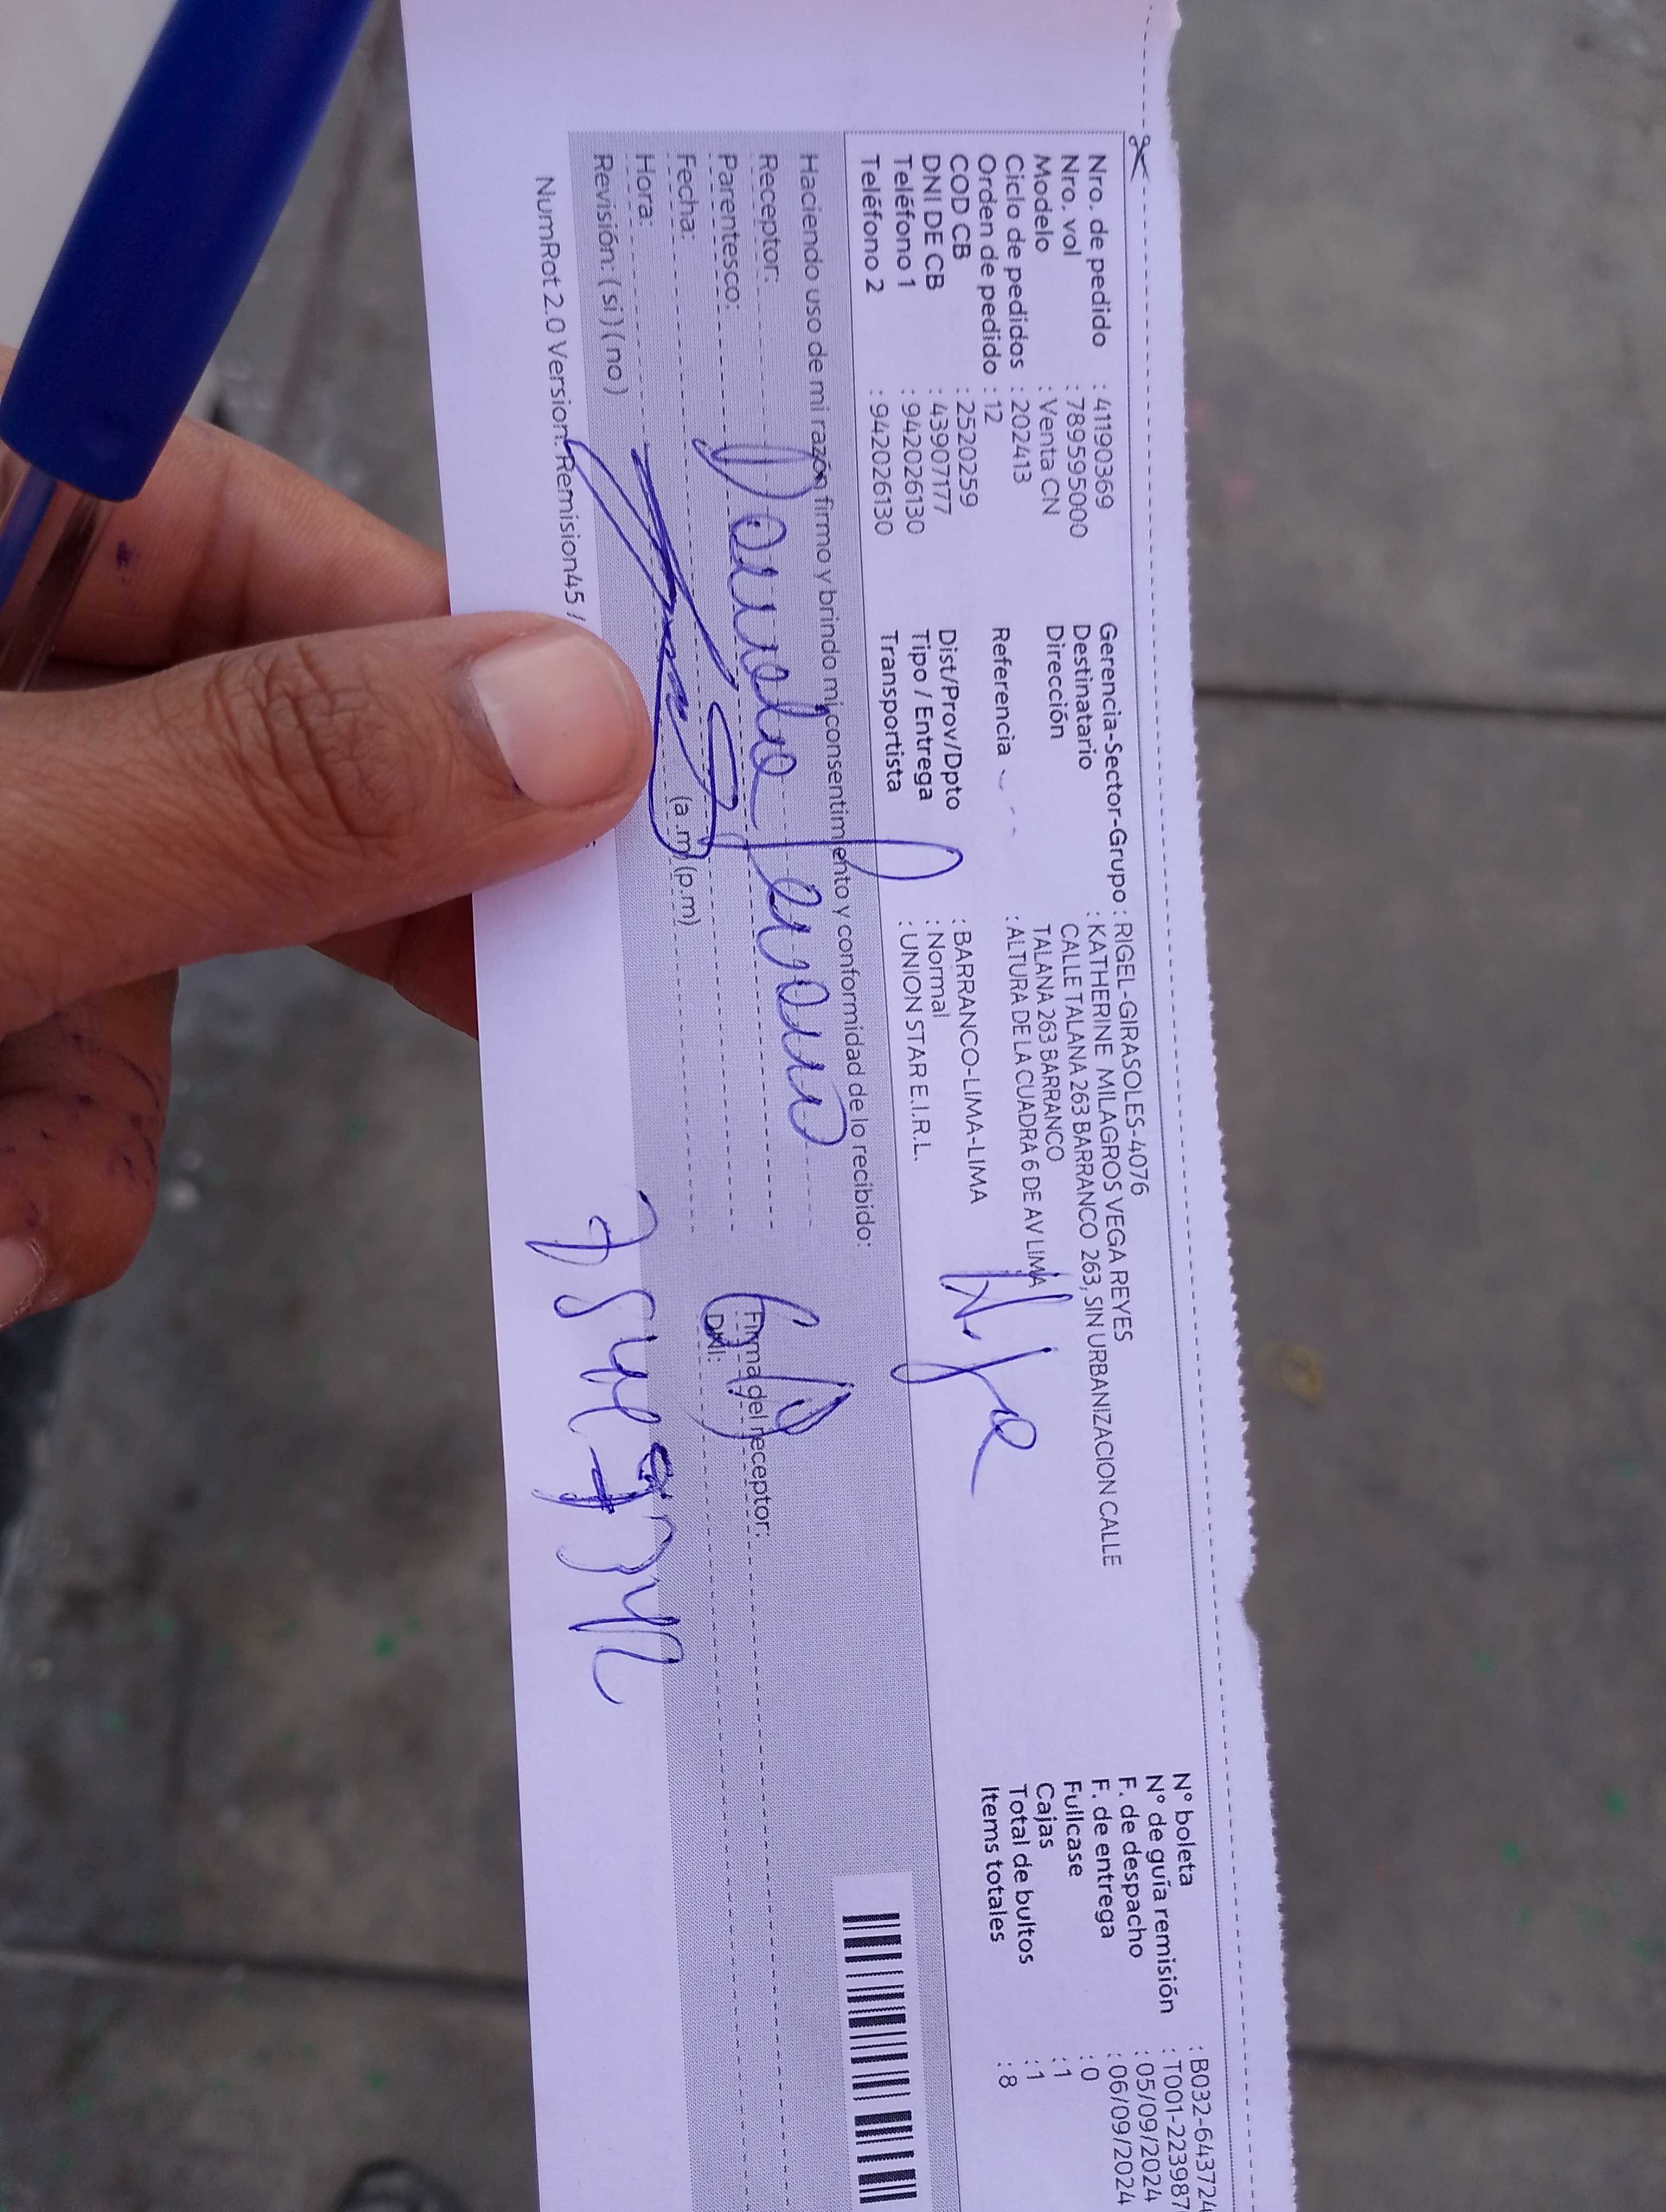 Nro. de pedido : 41190369
Nro. vol : 789595000
Modelo : Venta CN
Ciclo de pedidos : 202413
Orden de pedido : 12
COD CB : 2520259
DNI DE CB : 43907177
Teléfono 1 : 942026130
Teléfono 2 : 942026130
Gerencia-Sector-Grupo : RIGEL-GIRASOLES-4076
Destinatario : KATHERINE MILAGROS VEGA REYES
Dirección CALLE TALANA 263 BARRANCO 263, SIN URBANIZACION CALLE
TALANA 263 BARRANCO
Referencia : ALTURA DE LA CUADRA 6 DE AV LIMA
Dist/Prov/Dpto : BARRANCO-LIMA-LIMA
Tipo / Entrega : Normal
Transportista : UNION STAR E.I.R.L.
N° boleta : B032-643724
N° de guía remisión : T001-223987
F. de despacho : 05/09/2024
F. de entrega : 06/09/2024
Fullcase : 0
Cajas : 1
Total de bultos : 1
Items totales : 8
Haciendo uso de mi razón firmo y brindo mi consentimiento y conformidad de lo recibido:
Receptor:
Parentesco:
Fecha:
Hora: (a.m) (p.m)
Revisión: ( si ) ( no )
Firma del receptor:
DNI:
NumRot 2.0 Version: Remision45 /